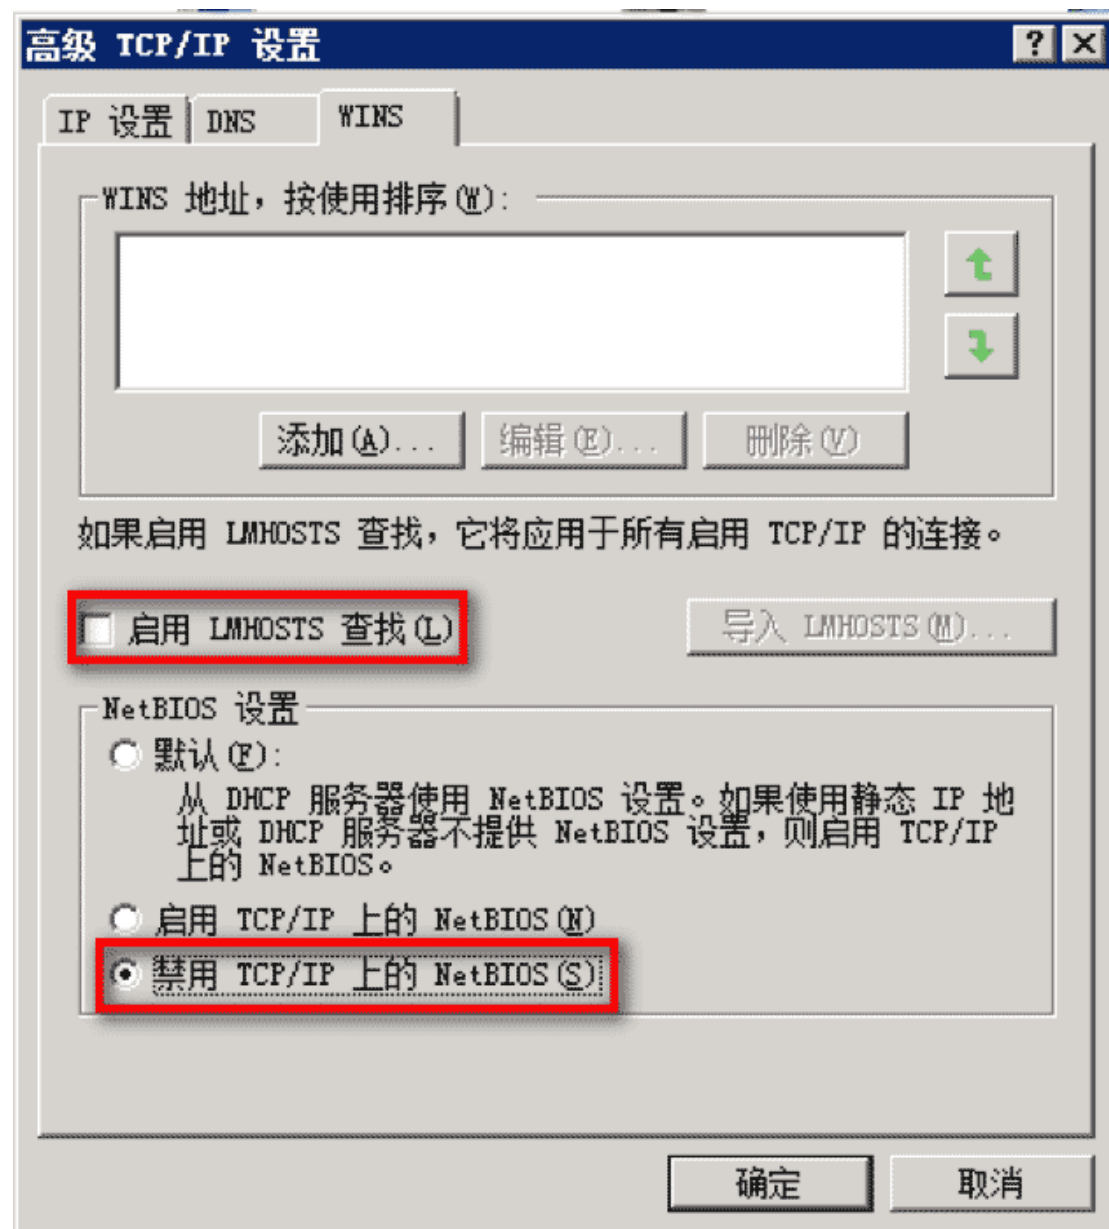 高级 TCP/IP 设置
IP 设置 DNS WINS
WINS 地址，按使用排序(W):
添加(A)... 编辑(E)... 删除(V)
如果启用 LMHOSTS 查找，它将应用于所有启用 TCP/IP 的连接。
启用 LMHOSTS 查找(L) 导入 LMHOSTS(M)...
NetBIOS 设置
默认(F):
从 DHCP 服务器使用 NetBIOS 设置。如果使用静态 IP 地
址或 DHCP 服务器不提供 NetBIOS 设置，则启用 TCP/IP
上的 NetBIOS。
启用 TCP/IP 上的 NetBIOS(N)
禁用 TCP/IP 上的 NetBIOS(S)
确定 取消